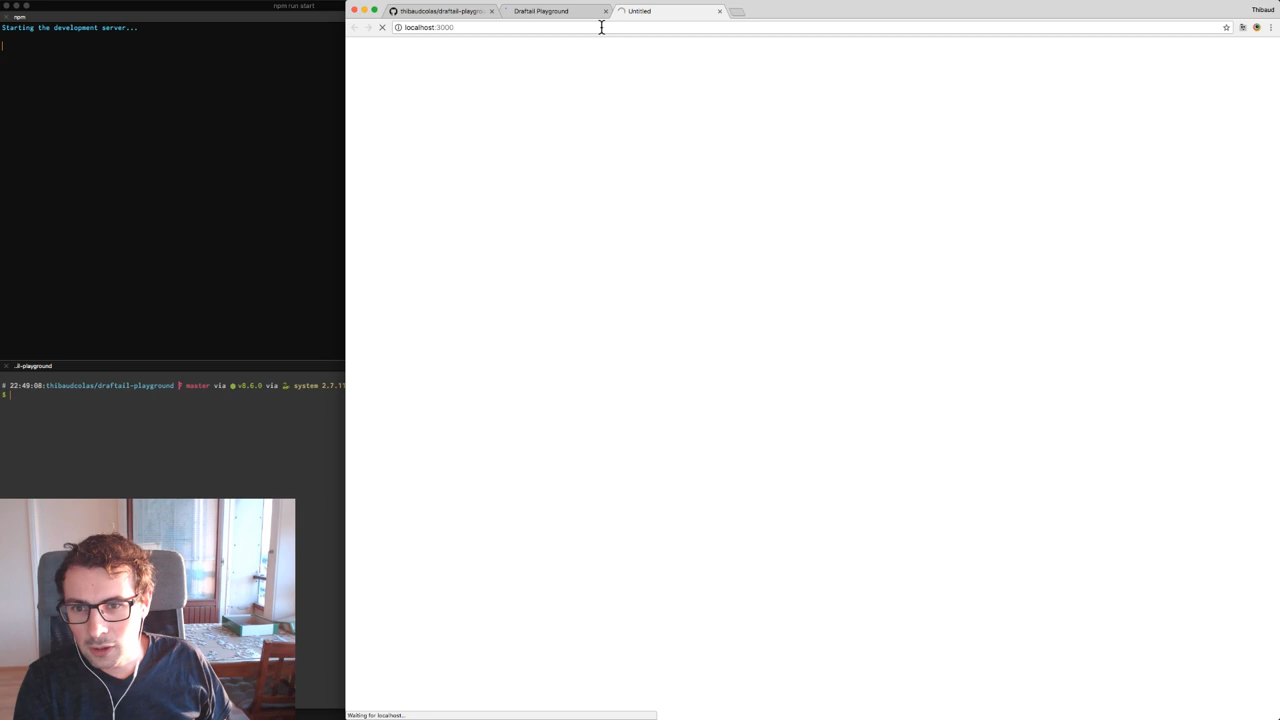 npm run start
npm
Starting the development server...
..il-playground
# 22:49:08:thibaudcolas/draftail-playground master via v8.6.0 via system 2.7.11
$
thibaudcolas/draftail-playgrou
Draftail Playground
Untitled
Thibaud
localhost:3000
Waiting for localhost...